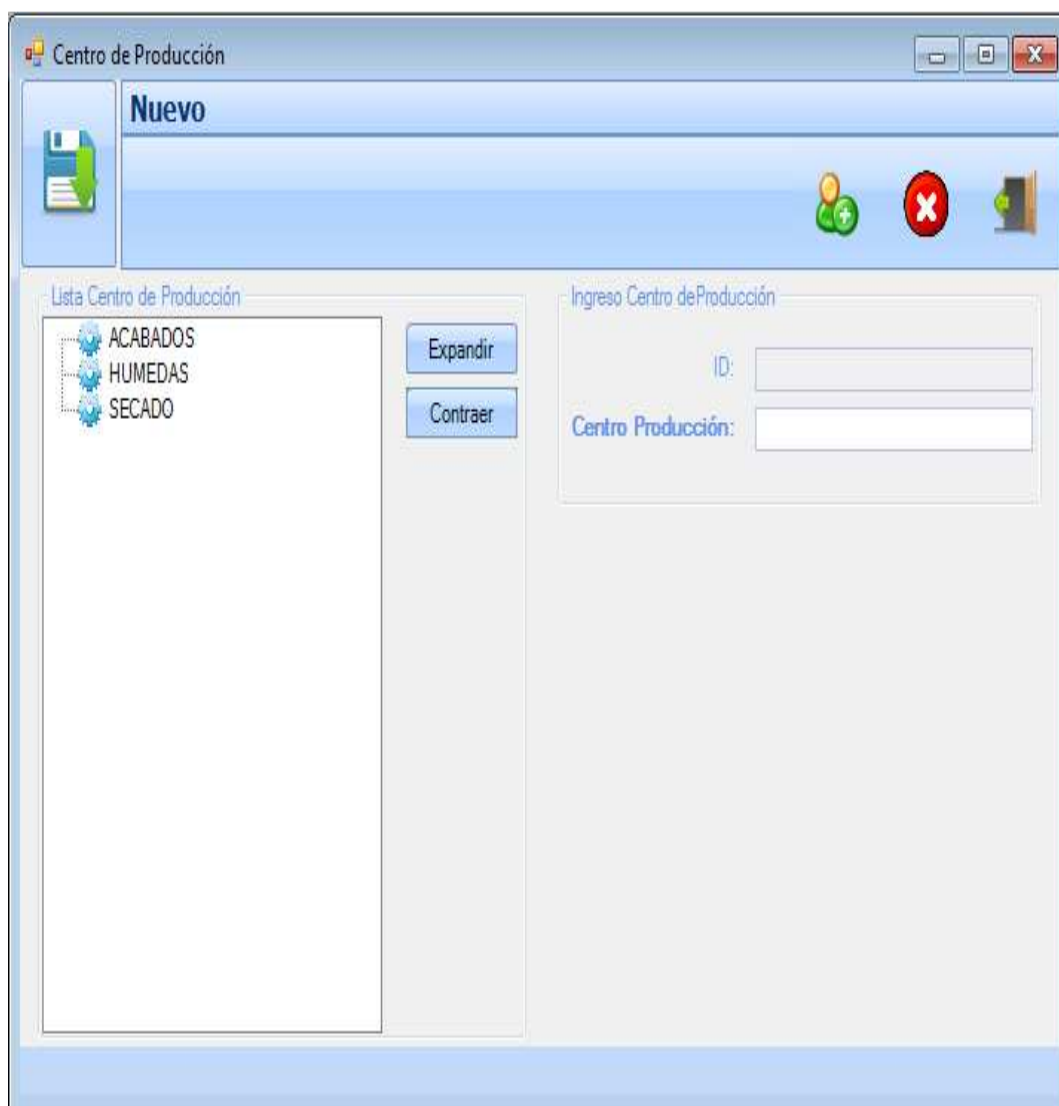 Centro de Producción
Nuevo
Lista Centro de Producción
ACABADOS
HUMEDAS
SECADO
Expandir
Contraer
Ingreso Centro deProducción
ID:
Centro Producción: